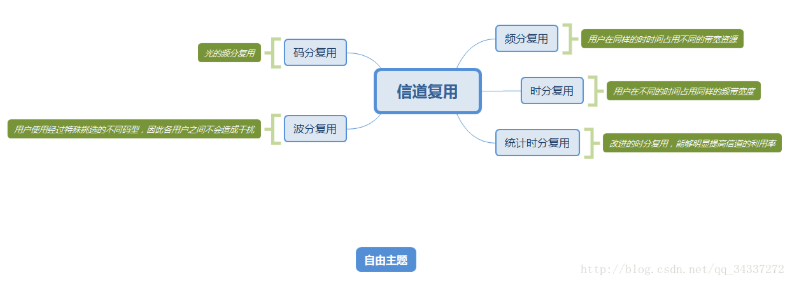 信道复用
码分复用
光的频分复用
波分复用
用户使用经过特殊挑选的不同码型，因此各用户之间不会造成干扰
频分复用
用户在同样的时时间占用不同的带宽资源
时分复用
用户在不同的时间占用同样的频带宽度
统计时分复用
改进的时分复用，能够明显提高信道的利用率
自由主题
http://blog.csdn.net/qq_34337272